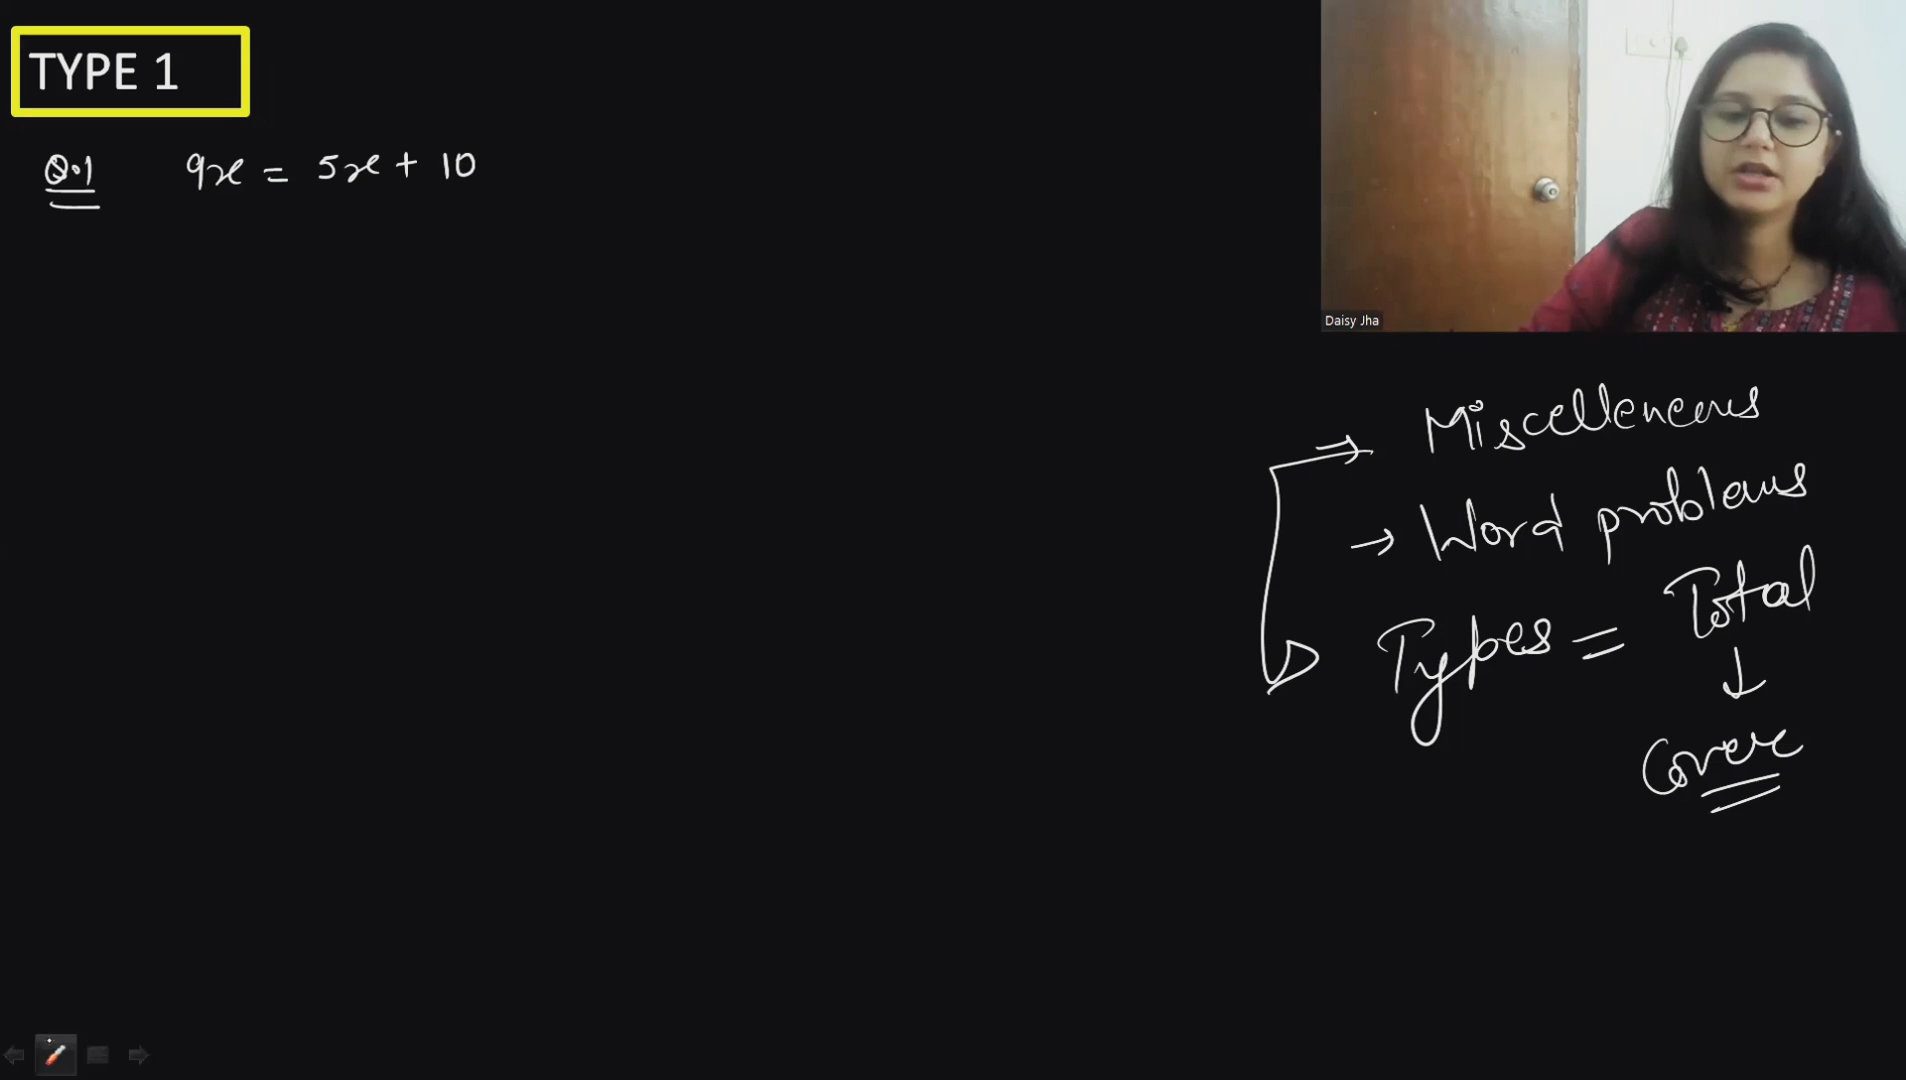 TYPE 1
Q.1 9x = 5x + 10
Daisy Jha
→ Miscelleneous
→ Word problems
Types = Total
↓
Cover